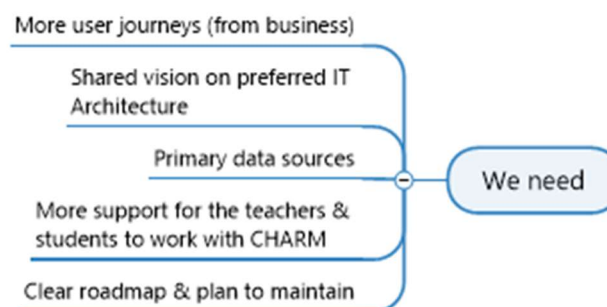 More user journeys (from business)
Shared vision on preferred IT
Architecture
Primary data sources
We need
More support for the teachers &
students to work with CHARM
Clear roadmap & plan to maintain